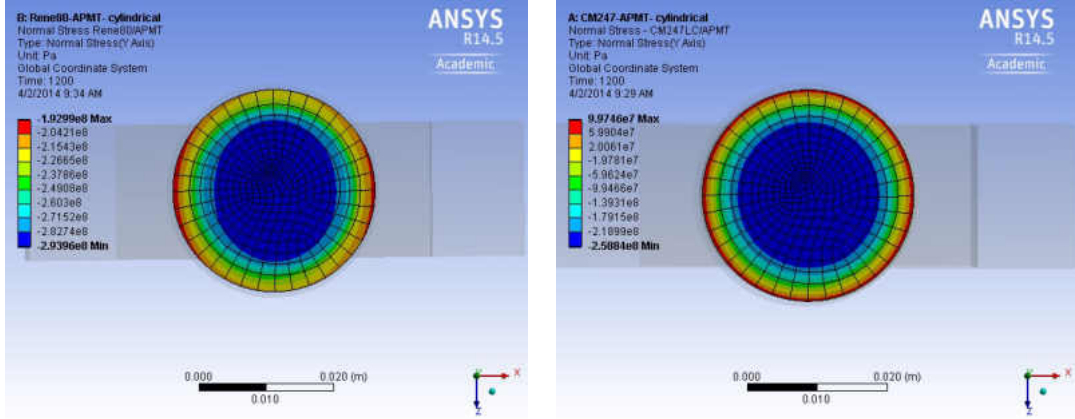 B: Rene80-APMT- cylindrical
Normal Stress Rene80/APMT
Type: Normal Stress(Y Axis)
Unit: Pa
Global Coordinate System
Time: 1200
4/2/2014 9:34 AM
-1.9299e8 Max
-2.0421e8
-2.1543e8
-2.2665e8
-2.3786e8
-2.4908e8
-2.603e8
-2.7152e8
-2.8274e8
-2.9396e8 Min
ANSYS
R14.5
Academic
0.000
0.020 (m)
0.010
X
Z
A: CM247-APMT- cylindrical
Normal Stress - CM247LC/APMT
Type: Normal Stress(Y Axis)
Unit: Pa
Global Coordinate System
Time: 1200
4/2/2014 9:29 AM
9.9746e7 Max
5.9904e7
2.0061e7
-1.9781e7
-5.9624e7
-9.9466e7
-1.3931e8
-1.7915e8
-2.1899e8
-2.5884e8 Min
ANSYS
R14.5
Academic
0.000
0.020 (m)
0.010
X
Z